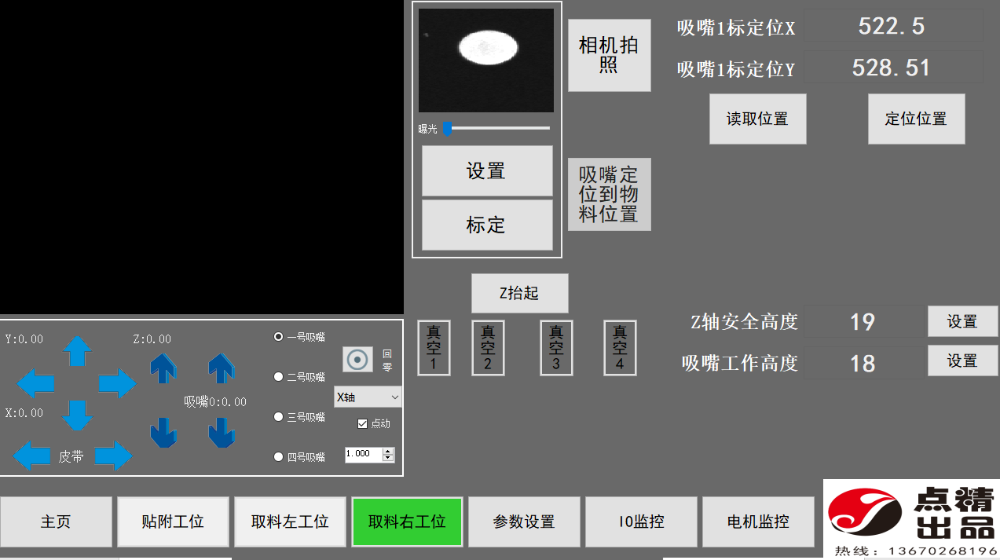 相机拍
照
吸嘴1标定位X
522.5
吸嘴1标定位Y
528.51
读取位置
定位位置
曝光
设置
标定
吸嘴定
位到物
料位置
Z抬起
真
空
1
真
空
2
真
空
3
真
空
4
Z轴安全高度
19
设置
吸嘴工作高度
18
设置
Y:0.00
Z:0.00
X:0.00
吸嘴0:0.00
皮带
一号吸嘴
二号吸嘴
三号吸嘴
四号吸嘴
回
零
X轴
点动
1.000
主页
贴附工位
取料左工位
取料右工位
参数设置
IO监控
电机监控
点精
出品
热线：13670268196